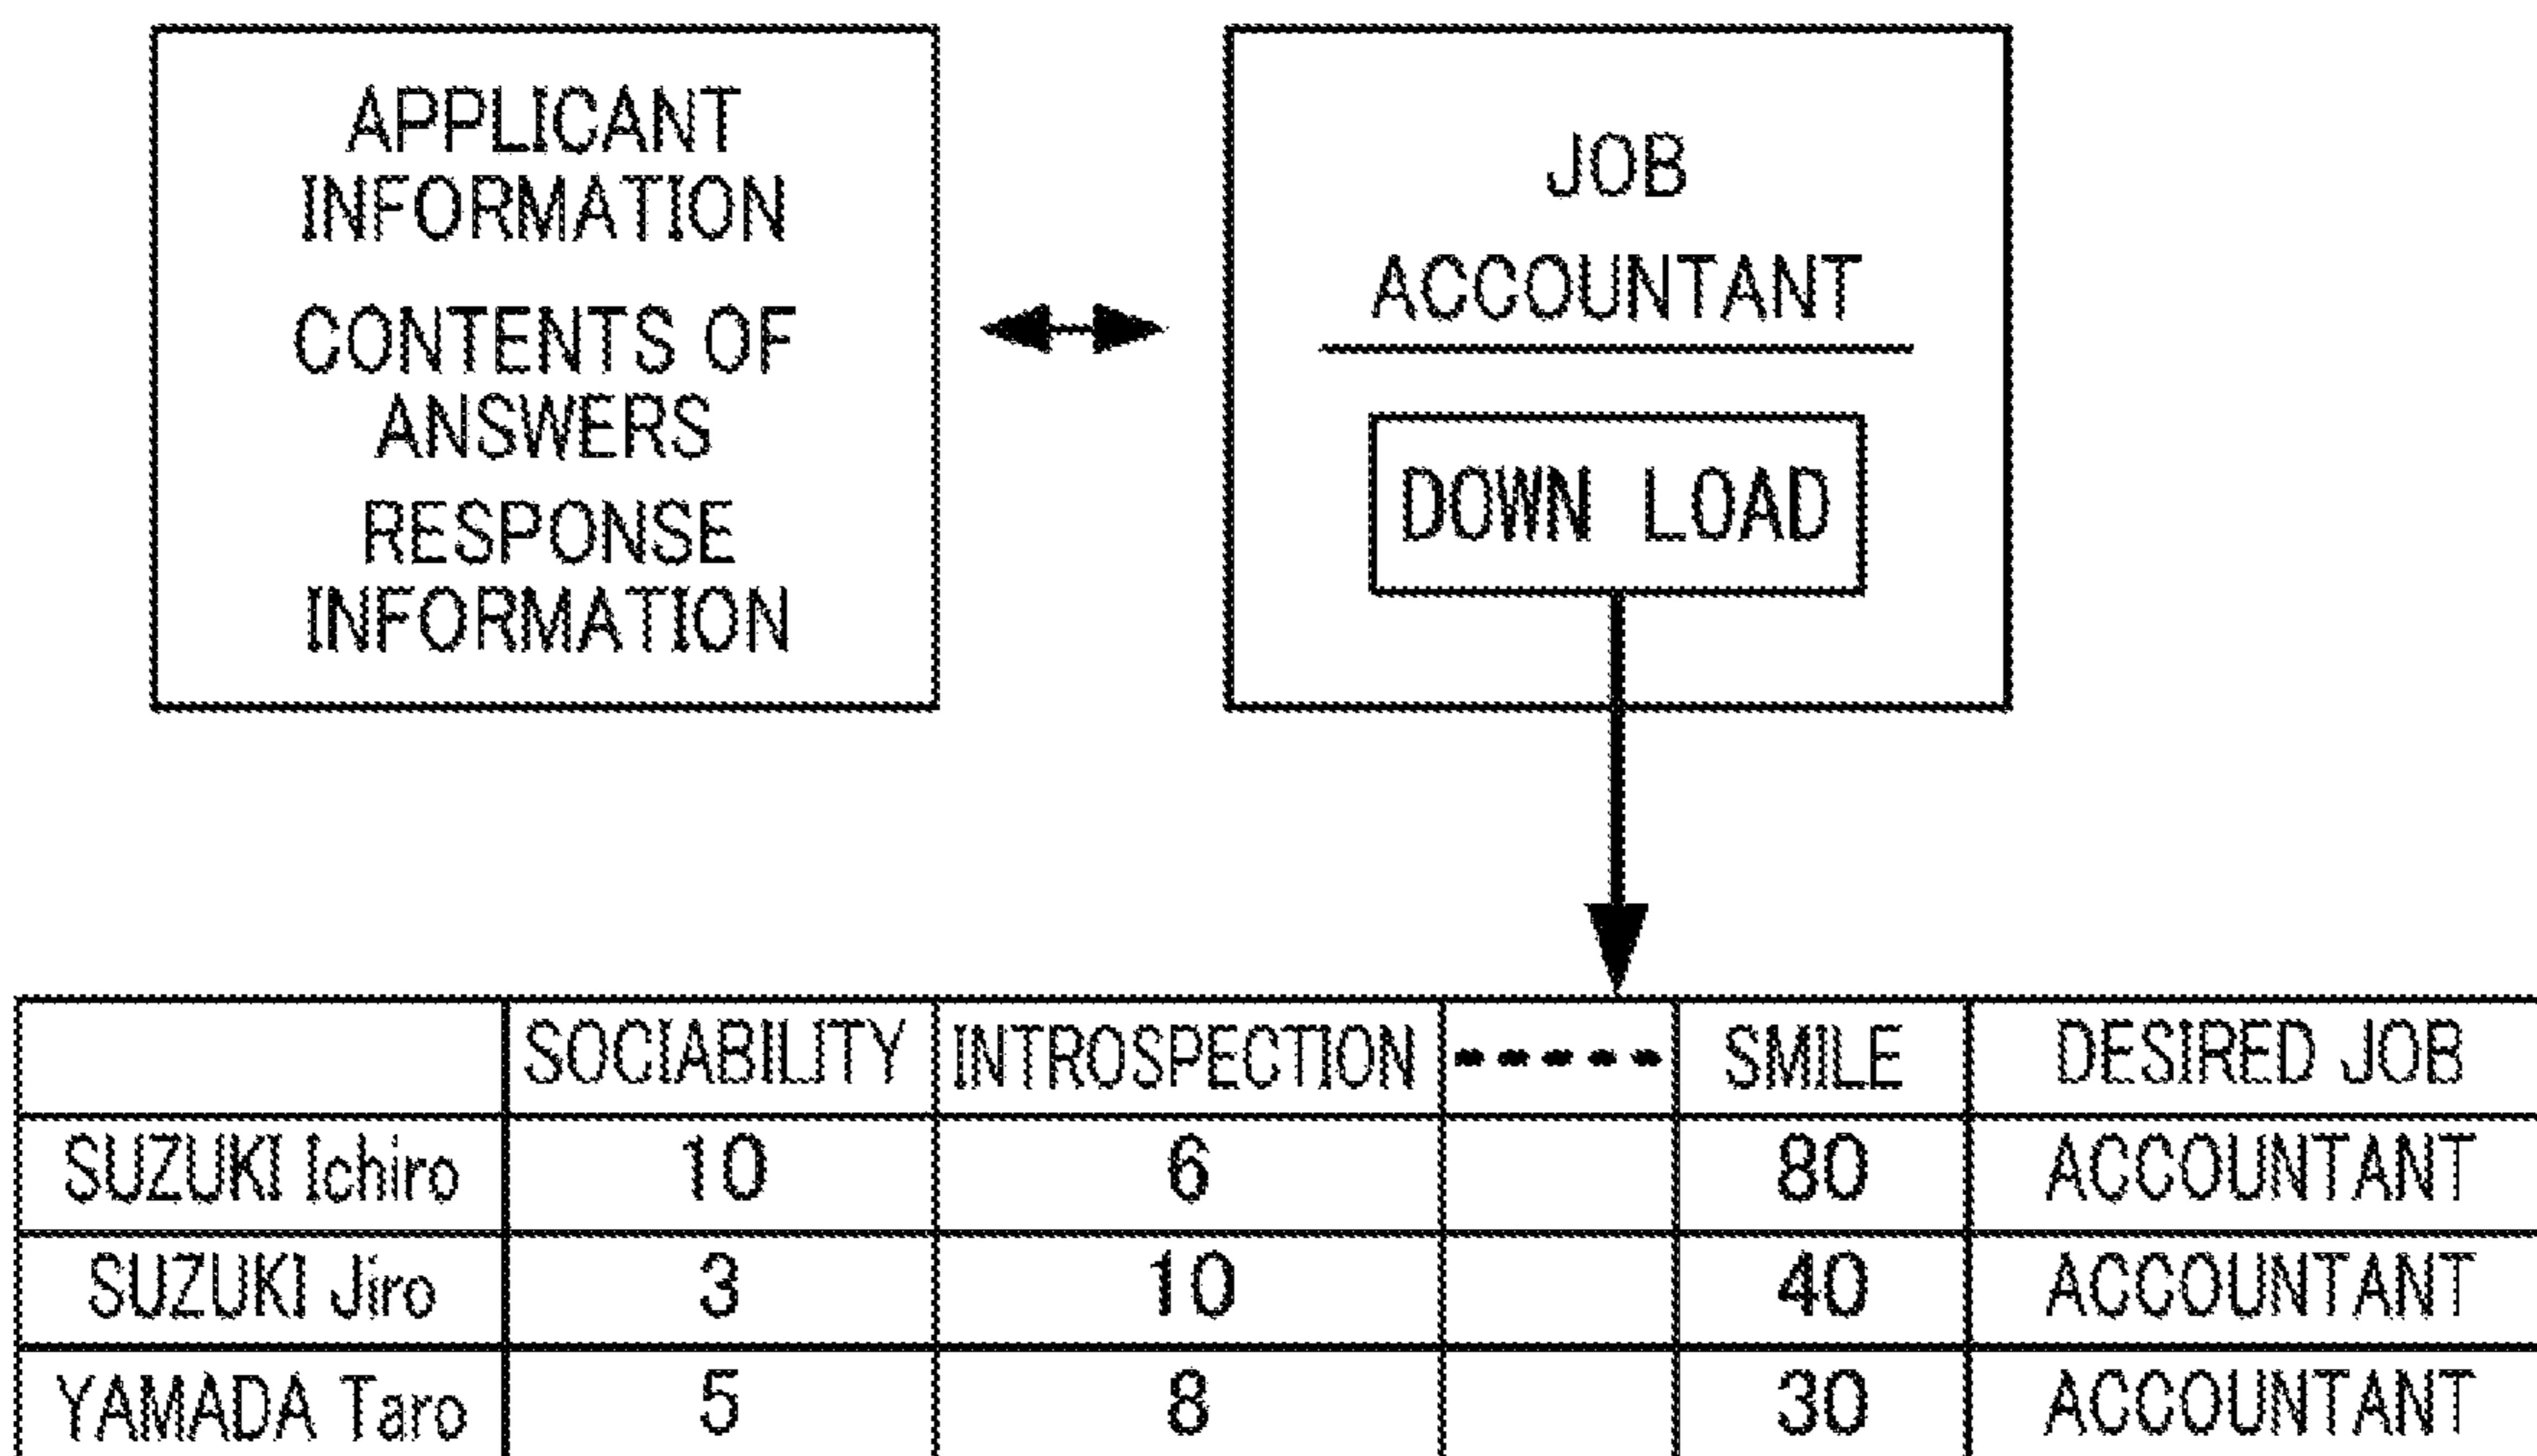 APPLICANT
INFORMATION
CONTENTS OF
ANSWERS
RESPONSE
INFORMATION
JOB
ACCOUNTANT
DOWN LOAD
SOCIABILITY INTROSPECTION ----- SMILE DESIRED JOB
SUZUKI Ichiro 10 6 80 ACCOUNTANT
SUZUKI Jiro 3 10 40 ACCOUNTANT
YAMADA Taro 5 8 30 ACCOUNTANT